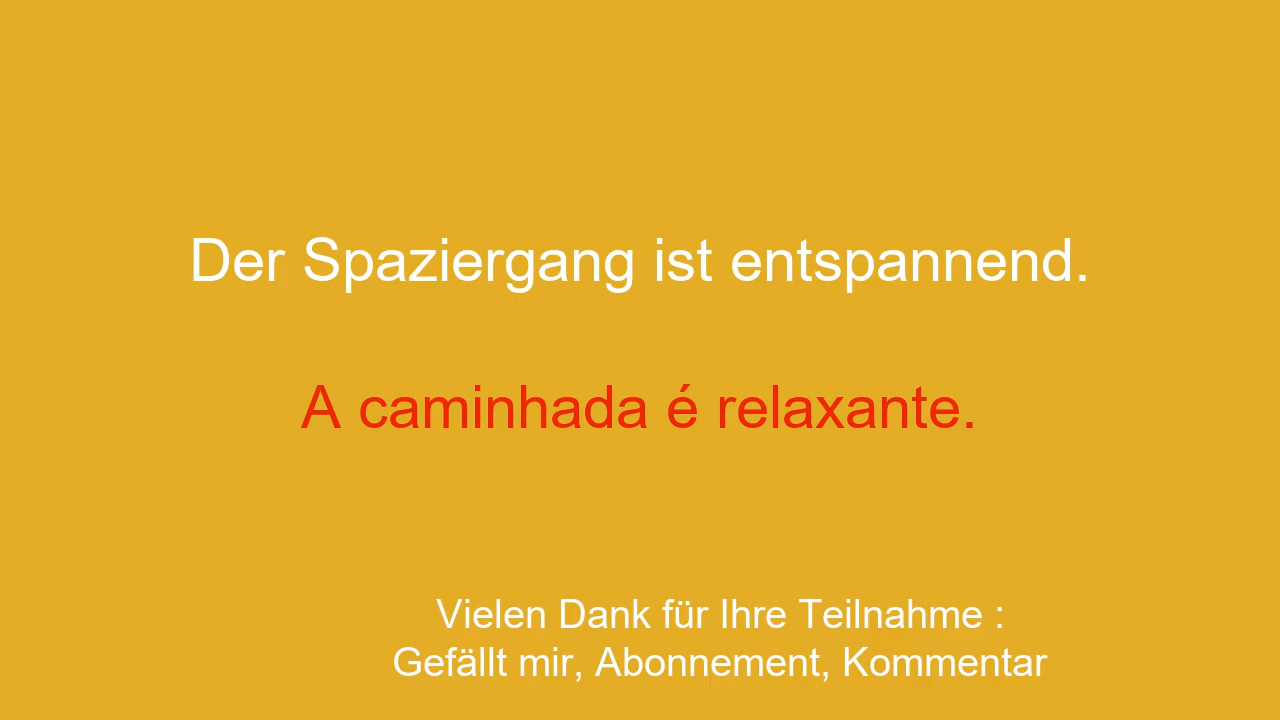 Der Spaziergang ist entspannend.
A caminhada é relaxante.
Vielen Dank für Ihre Teilnahme :
Gefällt mir, Abonnement, Kommentar